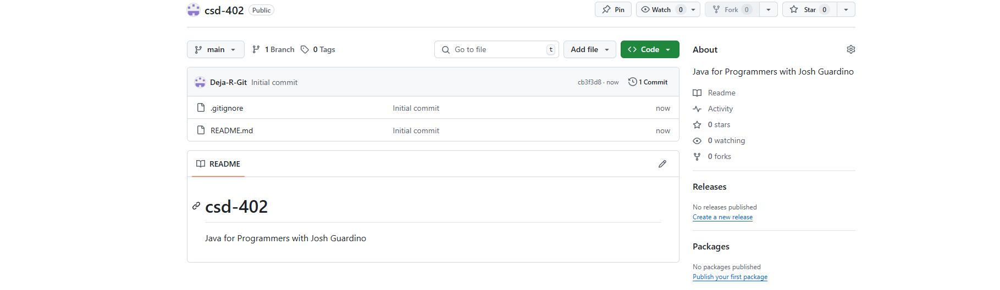 csd-402 Public Pin Watch 0 Fork 0 Star 0
main 1 Branch 0 Tags Go to file t Add file Code
Deja-R-Git Initial commit cb3f3d8 · now 1 Commit
.gitignore Initial commit now
README.md Initial commit now
README
csd-402
Java for Programmers with Josh Guardino
About
Java for Programmers with Josh Guardino
Readme
Activity
0 stars
0 watching
0 forks
Releases
No releases published
Create a new release
Packages
No packages published
Publish your first package